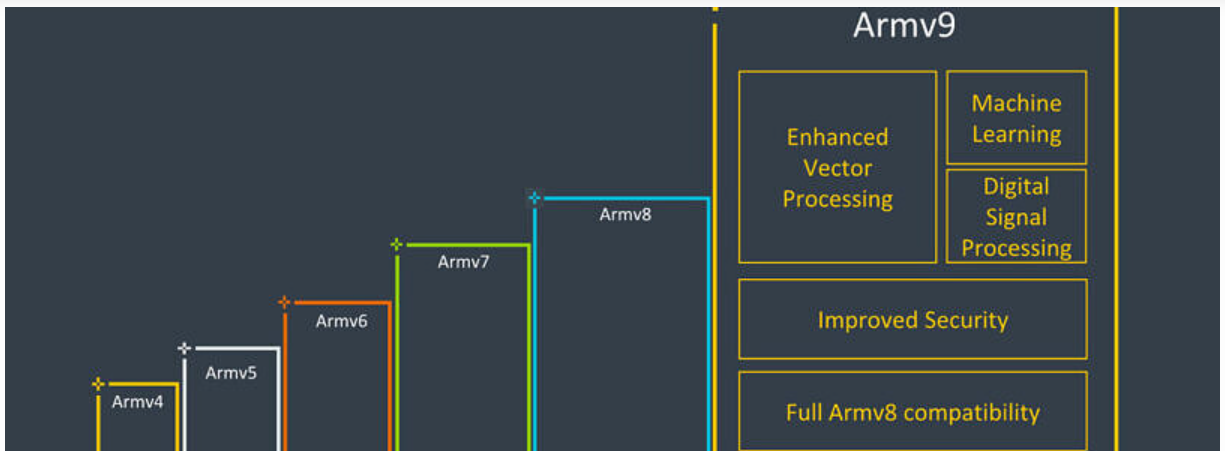 Armv9
Enhanced
Vector
Processing
Machine
Learning
Digital
Signal
Processing
Improved Security
Full Armv8 compatibility
Armv8
Armv7
Armv6
Armv5
Armv4